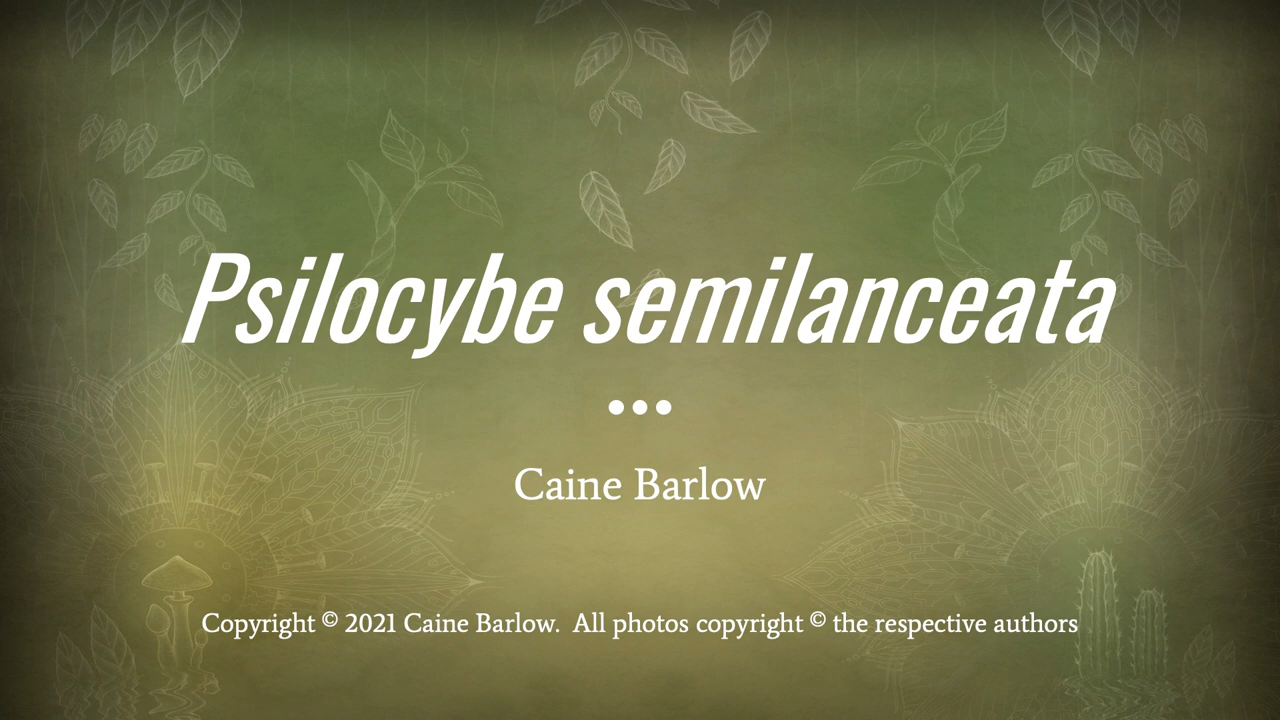 Psilocybe semilanceata
Caine Barlow
Copyright © 2021 Caine Barlow.  All photos copyright © the respective authors